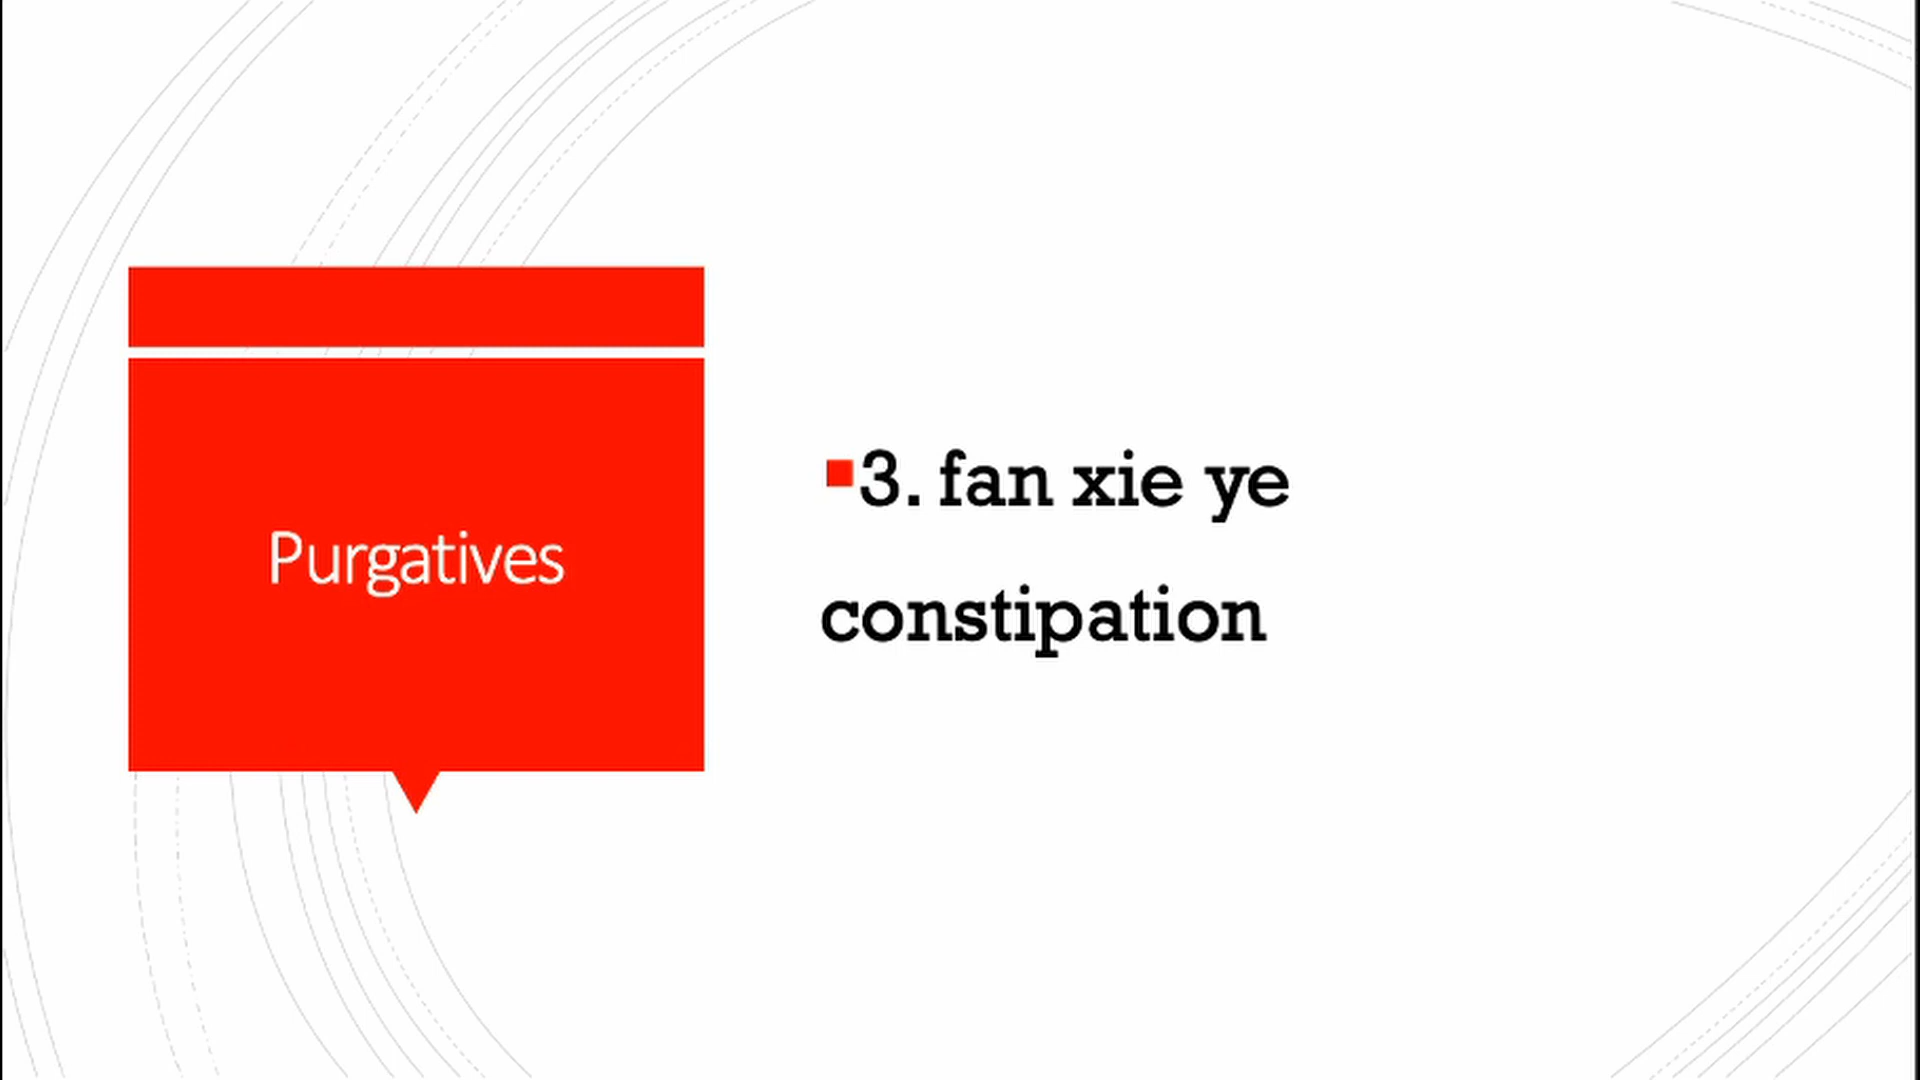 Purgatives
3. fan xie ye
constipation